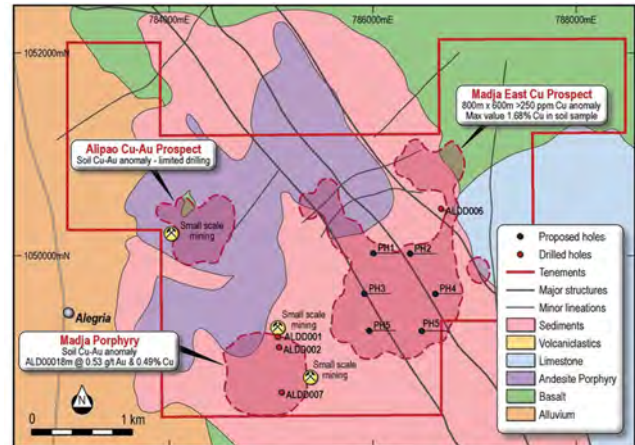 784000mE
786000mE
788000mE
1052000mN
1050000mN
Madja East Cu Prospect
800m x 600m >250 ppm Cu anomaly
Max value 1.68% Cu in soil sample
Alipao Cu-Au Prospect
Soil Cu-Au anomaly - limited drilling
Small scale
mining
ALDD006
PH1
PH2
PH3
PH4
PH5
PH5
Alegria
Small scale
mining
ALDD001
ALDD002
Small scale
mining
ALDD007
Madja Porphyry
Soil Cu-Au anomaly
ALD00018m @ 0.53 g/t Au & 0.49% Cu
N
0
1 km
Proposed holes
Drilled holes
Tenements
Major structures
Minor lineations
Sediments
Volcaniclastics
Limestone
Andesite Porphyry
Basalt
Alluvium